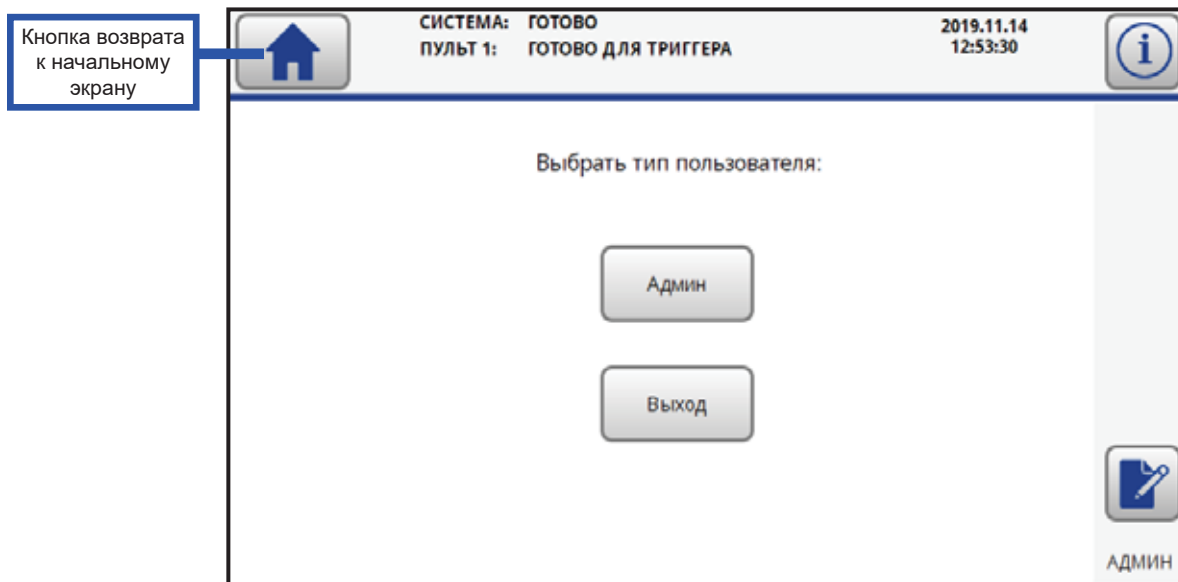 Кнопка возврата
к начальному
экрану
СИСТЕМА: ГОТОВО
ПУЛЬТ 1: ГОТОВО ДЛЯ ТРИГГЕРА
2019.11.14
12:53:30
i
Выбрать тип пользователя:
Админ
Выход
АДМИН